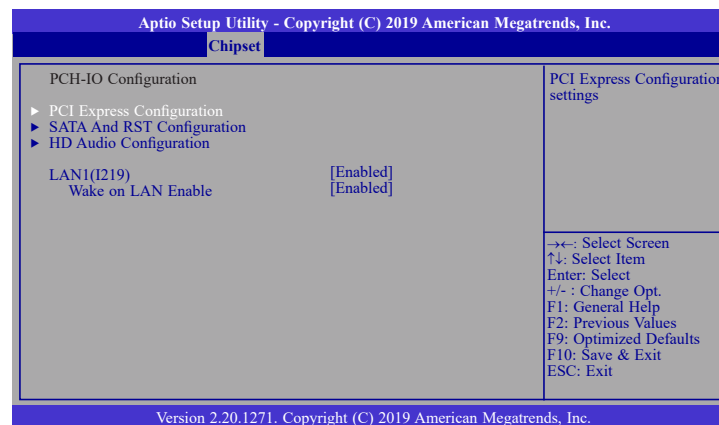 Aptio Setup Utility - Copyright (C) 2019 American Megatrends, Inc.
Chipset
PCH-IO Configuration
► PCI Express Configuration
► SATA And RST Configuration
► HD Audio Configuration
LAN1(I219) [Enabled]
Wake on LAN Enable [Enabled]
PCI Express Configuration
settings
→←: Select Screen
↑↓: Select Item
Enter: Select
+/- : Change Opt.
F1: General Help
F2: Previous Values
F9: Optimized Defaults
F10: Save & Exit
ESC: Exit
Version 2.20.1271. Copyright (C) 2019 American Megatrends, Inc.